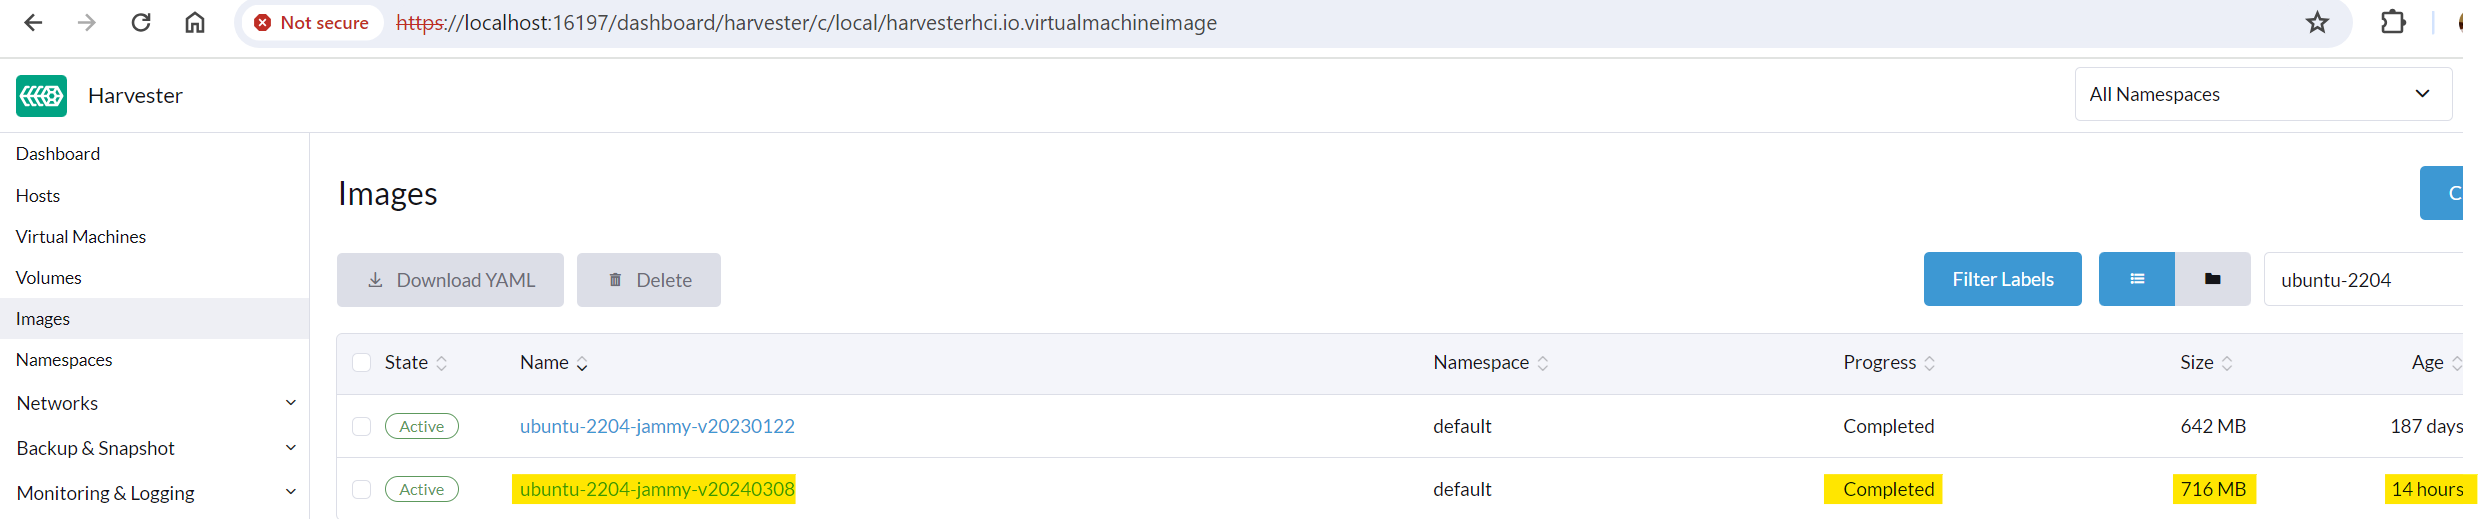 Not secure https://localhost:16197/dashboard/harvester/c/local/harvesterhci.io.virtualmachineimage
Harvester
All Namespaces
Dashboard
Hosts
Virtual Machines
Volumes
Images
Namespaces
Networks
Backup & Snapshot
Monitoring & Logging
Images
C
Download YAML Delete Filter Labels ubuntu-2204
State Name Namespace Progress Size Age
Active ubuntu-2204-jammy-v20230122 default Completed 642 MB 187 days
Active ubuntu-2204-jammy-v20240308 default Completed 716 MB 14 hours